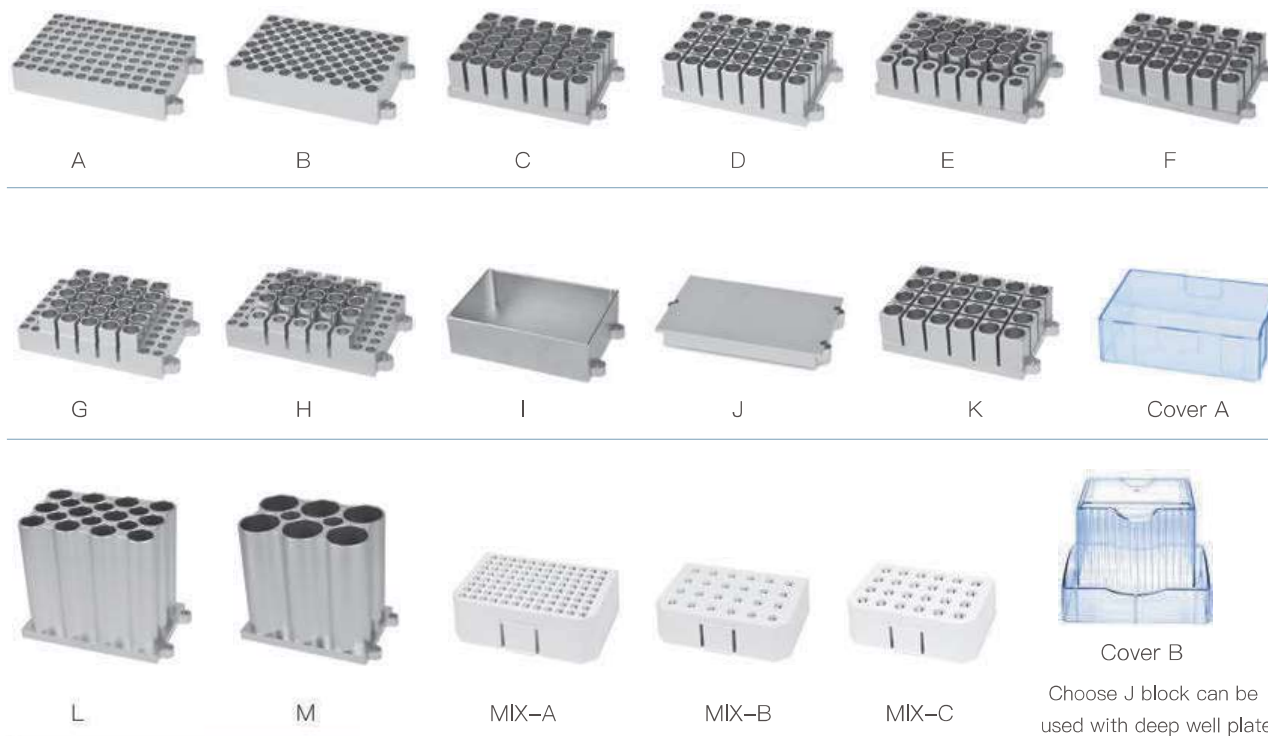 A
B
C
D
E
F
G
H
I
J
K
Cover A
L
M
MIX-A
MIX-B
MIX-C
Cover B
Choose J block can be
used with deep well plate